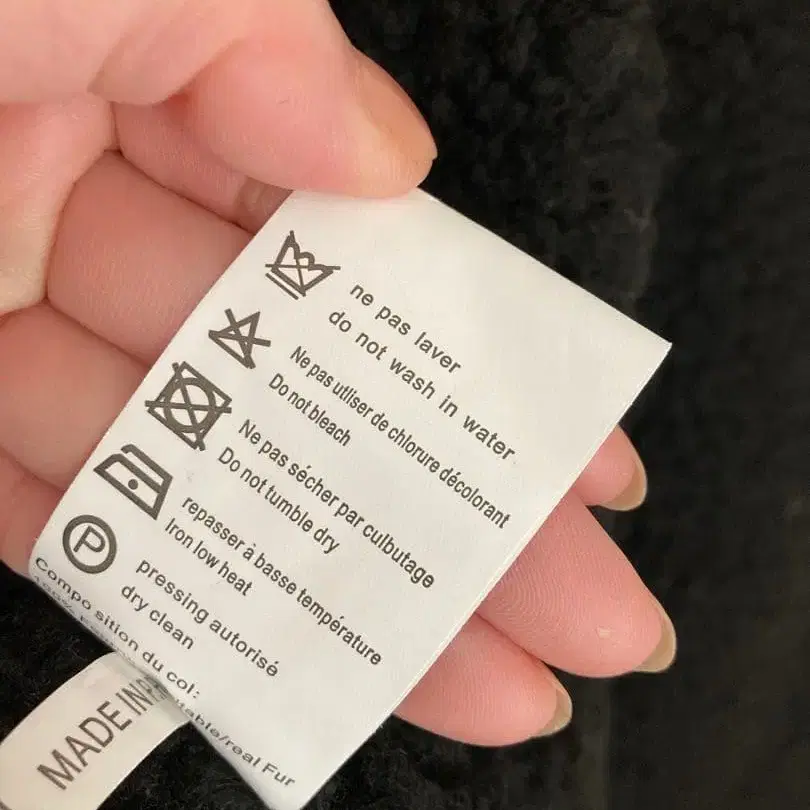 ne pas laver
do not wash in water
Ne pas utliser de chlorure décolorant
Do not bleach
Ne pas sécher par culbutage
Do not tumble dry
repasser à basse température
Iron low heat
P
pressing autorisé
dry clean
Compo sition du col:
/real Fur
MADE IN